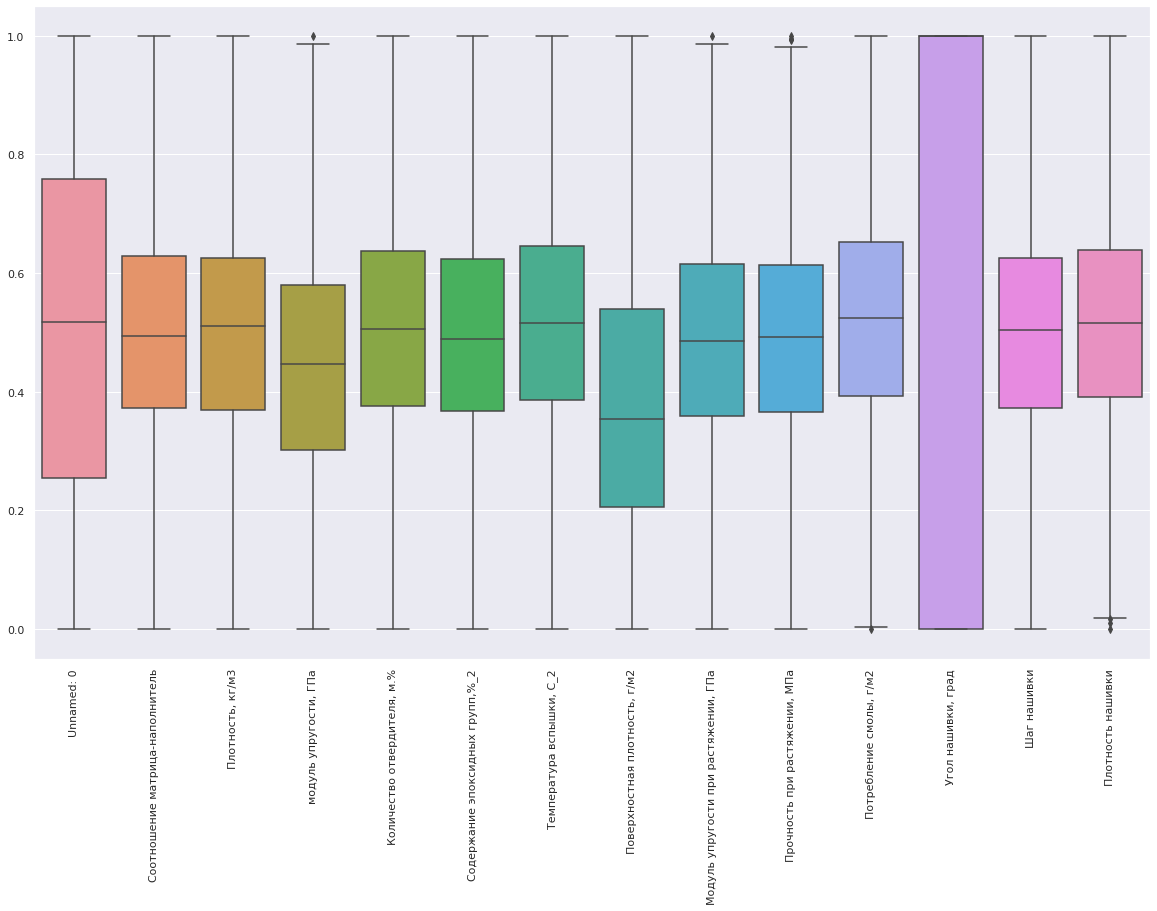 1.0
0.8
0.6
0.4
0.2
0.0
Unnamed: 0
Соотношение матрица-наполнитель
Плотность, кг/м3
модуль упругости, ГПа
Количество отвердителя, м.%
Содержание эпоксидных групп,%_2
Температура вспышки, С_2
Поверхностная плотность, г/м2
Модуль упругости при растяжении, ГПа
Прочность при растяжении, МПа
Потребление смолы, г/м2
Угол нашивки, град
Шаг нашивки
Плотность нашивки